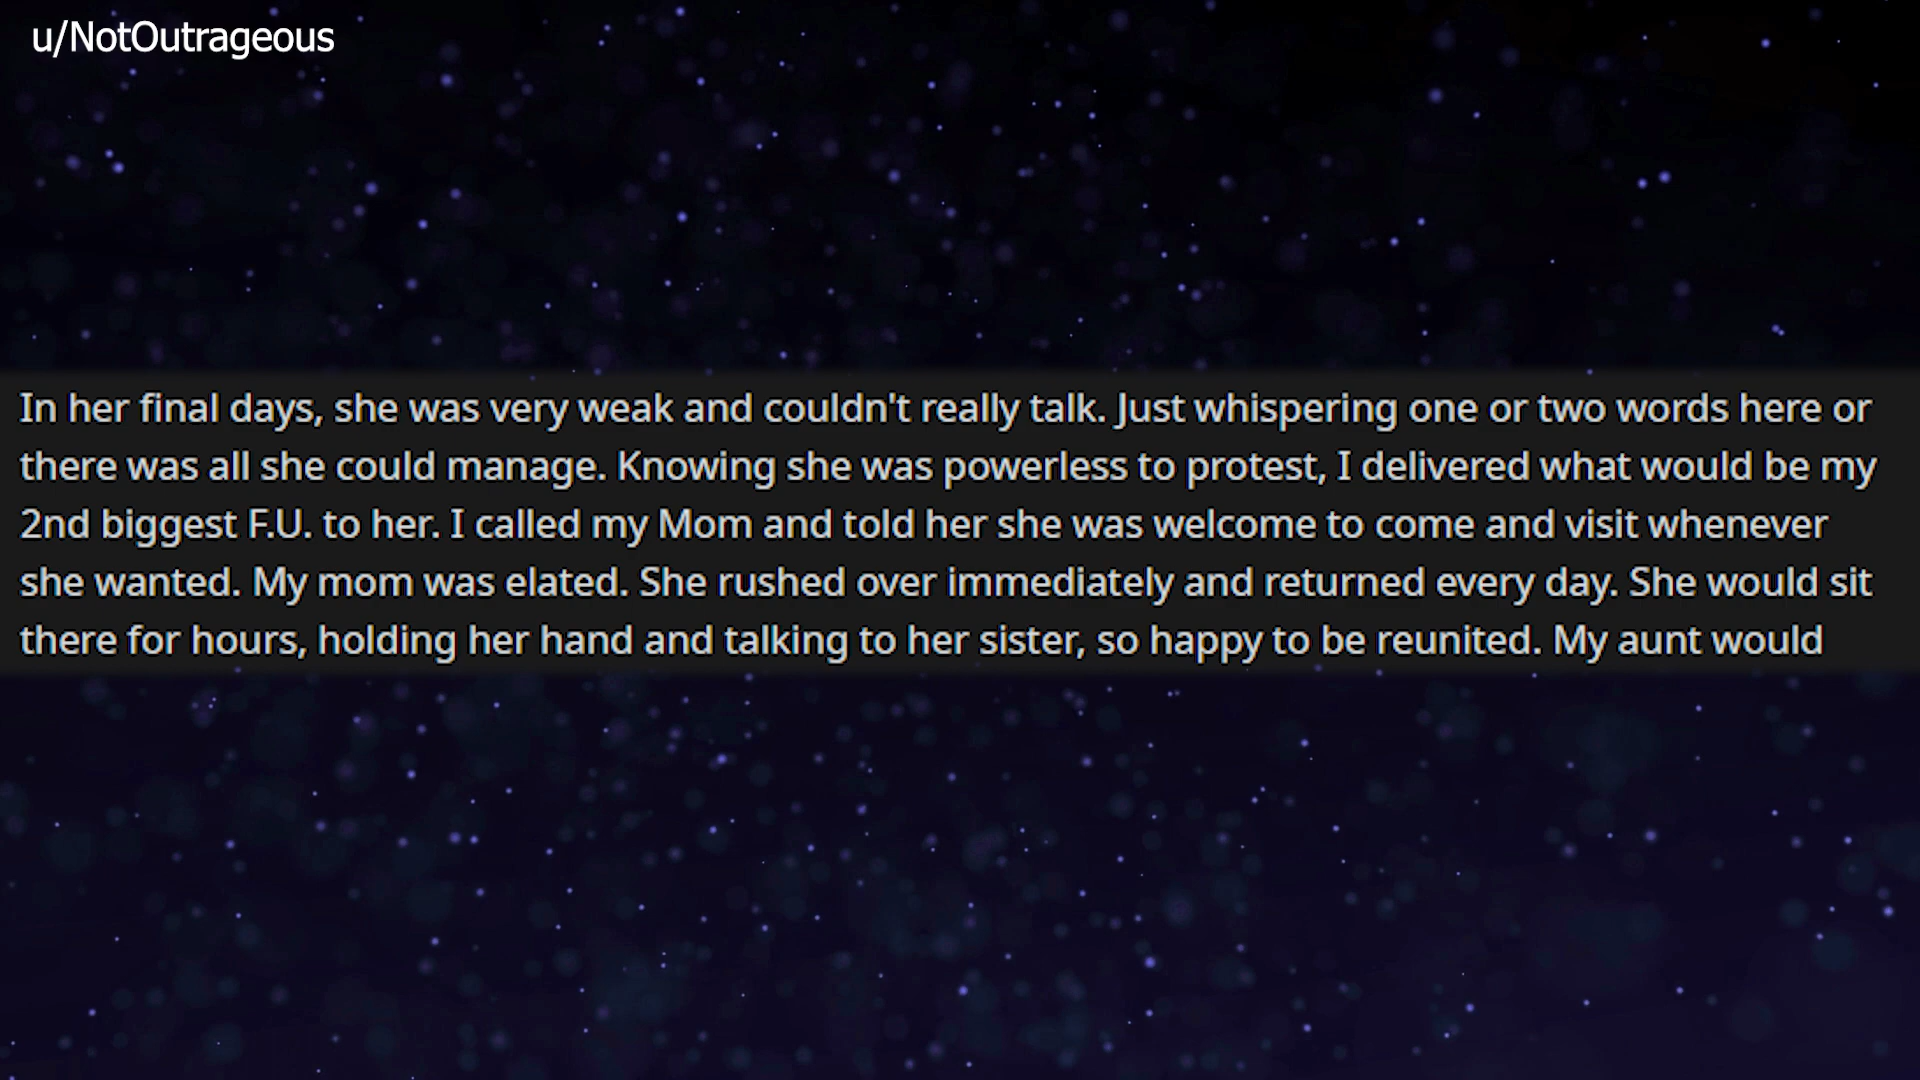 u/NotOutrageous
In her final days, she was very weak and couldn't really talk. Just whispering one or two words here or
there was all she could manage. Knowing she was powerless to protest, I delivered what would be my
2nd biggest F.U. to her. I called my Mom and told her she was welcome to come and visit whenever
she wanted. My mom was elated. She rushed over immediately and returned every day. She would sit
there for hours, holding her hand and talking to her sister, so happy to be reunited. My aunt would